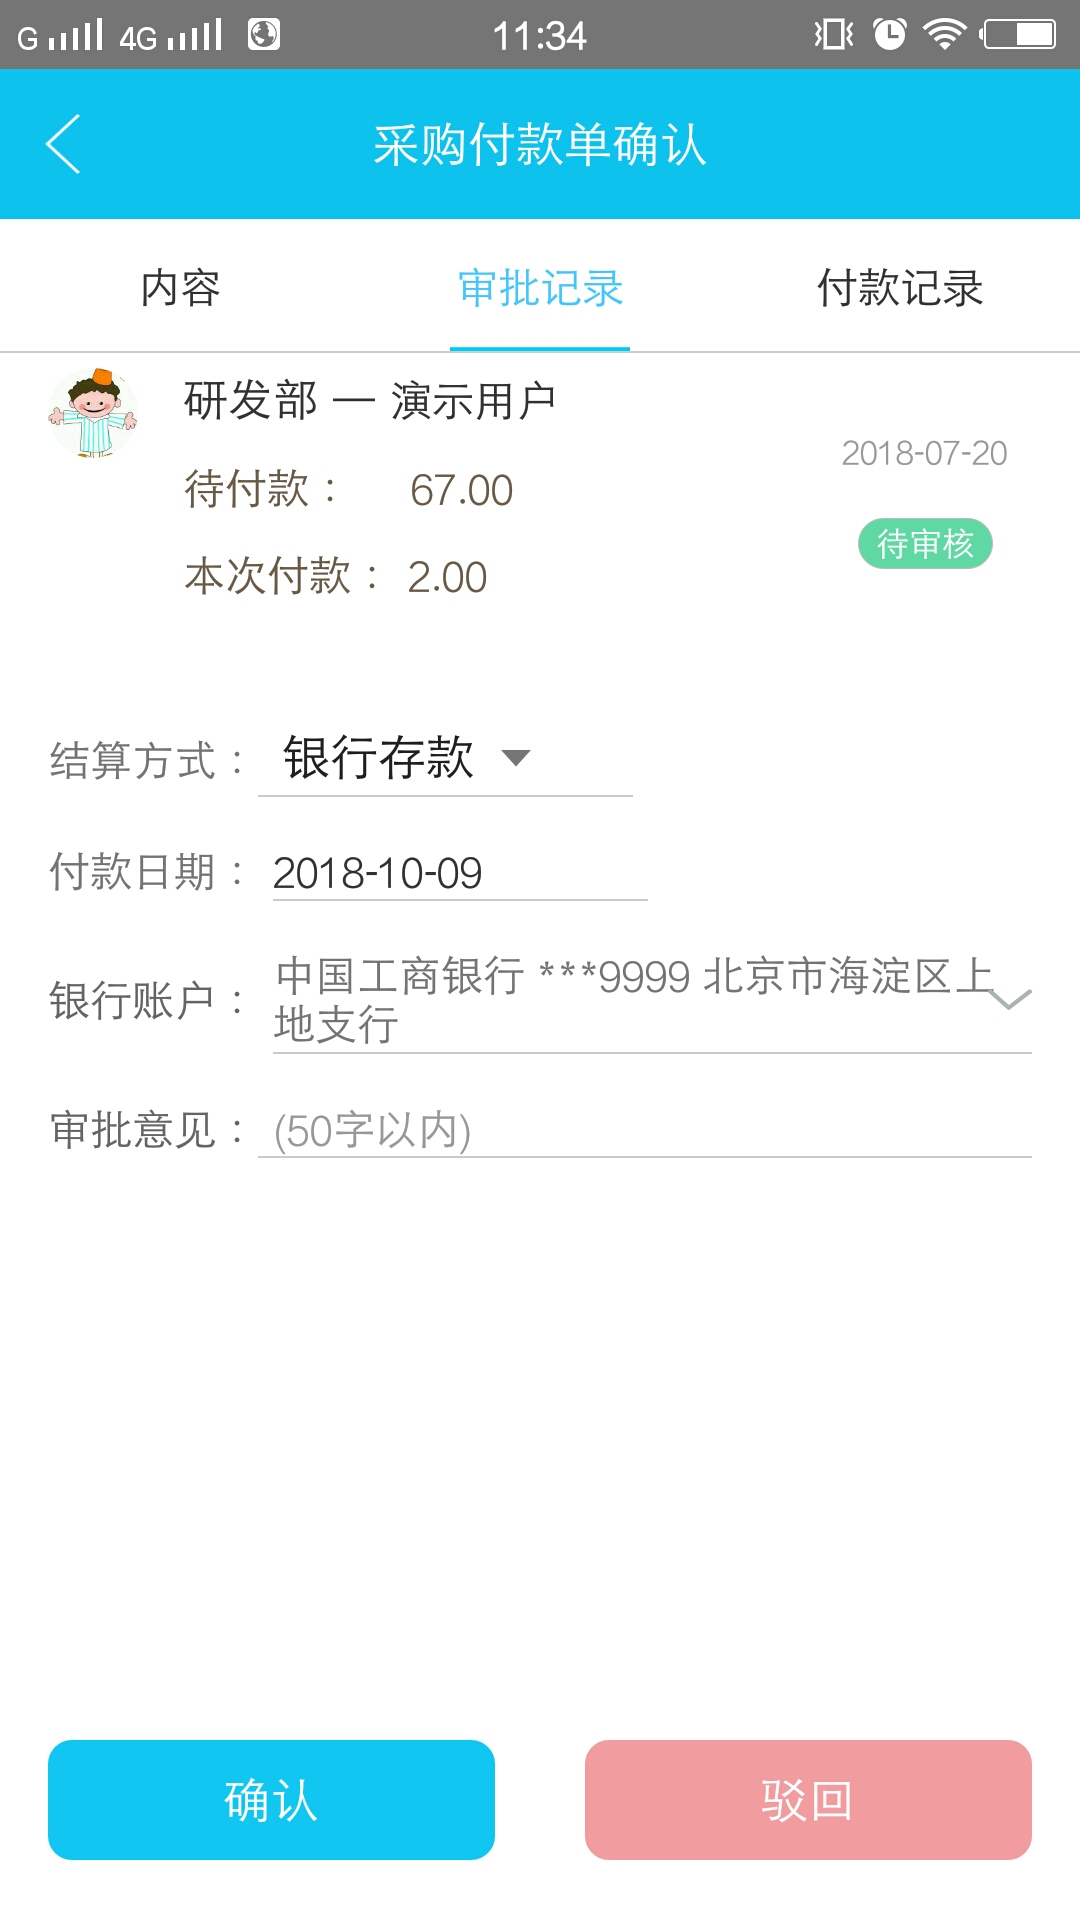 G 4G 11:34
采购付款单确认
内容 审批记录 付款记录
研发部 — 演示用户
2018-07-20
待付款： 67.00
待审核
本次付款： 2.00
结算方式： 银行存款
付款日期： 2018-10-09
银行账户： 中国工商银行 ***9999 北京市海淀区上
地支行
审批意见： (50字以内)
确认 驳回